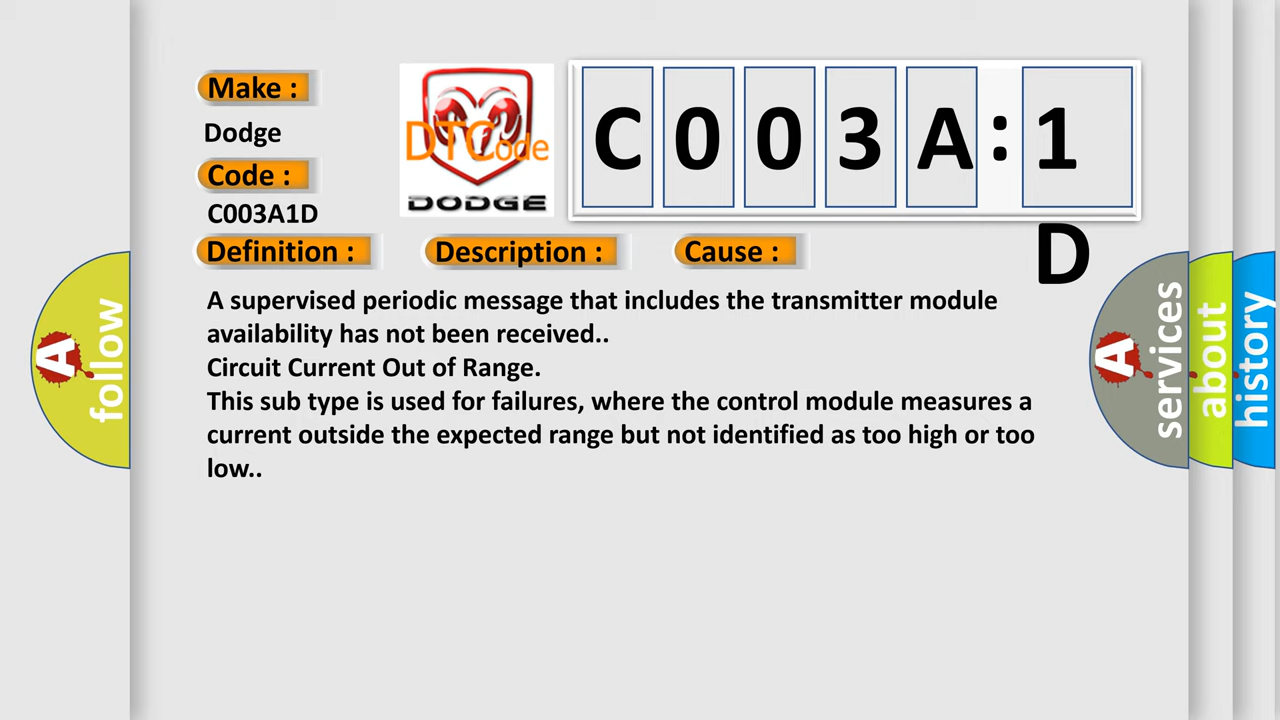 Make :
Dodge
Code :
C003A1D
DTCode
DODGE
C003A:1
D
Definition :
Description :
Cause :
A supervised periodic message that includes the transmitter module
availability has not been received..
Circuit Current Out of Range.
This sub type is used for failures, where the control module measures a
current outside the expected range but not identified as too high or too
low..
A follow
A services
about
history